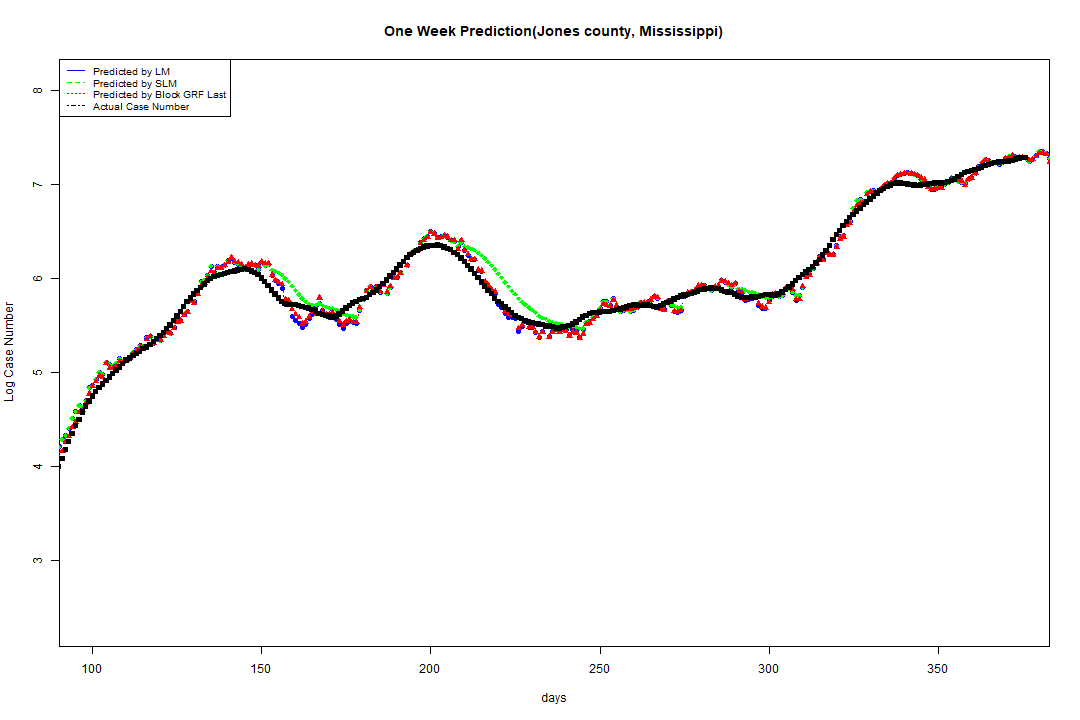 One Week Prediction(Jones county, Mississippi)
Predicted by LM
Predicted by SLM
Predicted by Block GRF Last
Actual Case Number
8
7
6
5
4
3
Log Case Number
100 150 200 250 300 350
days